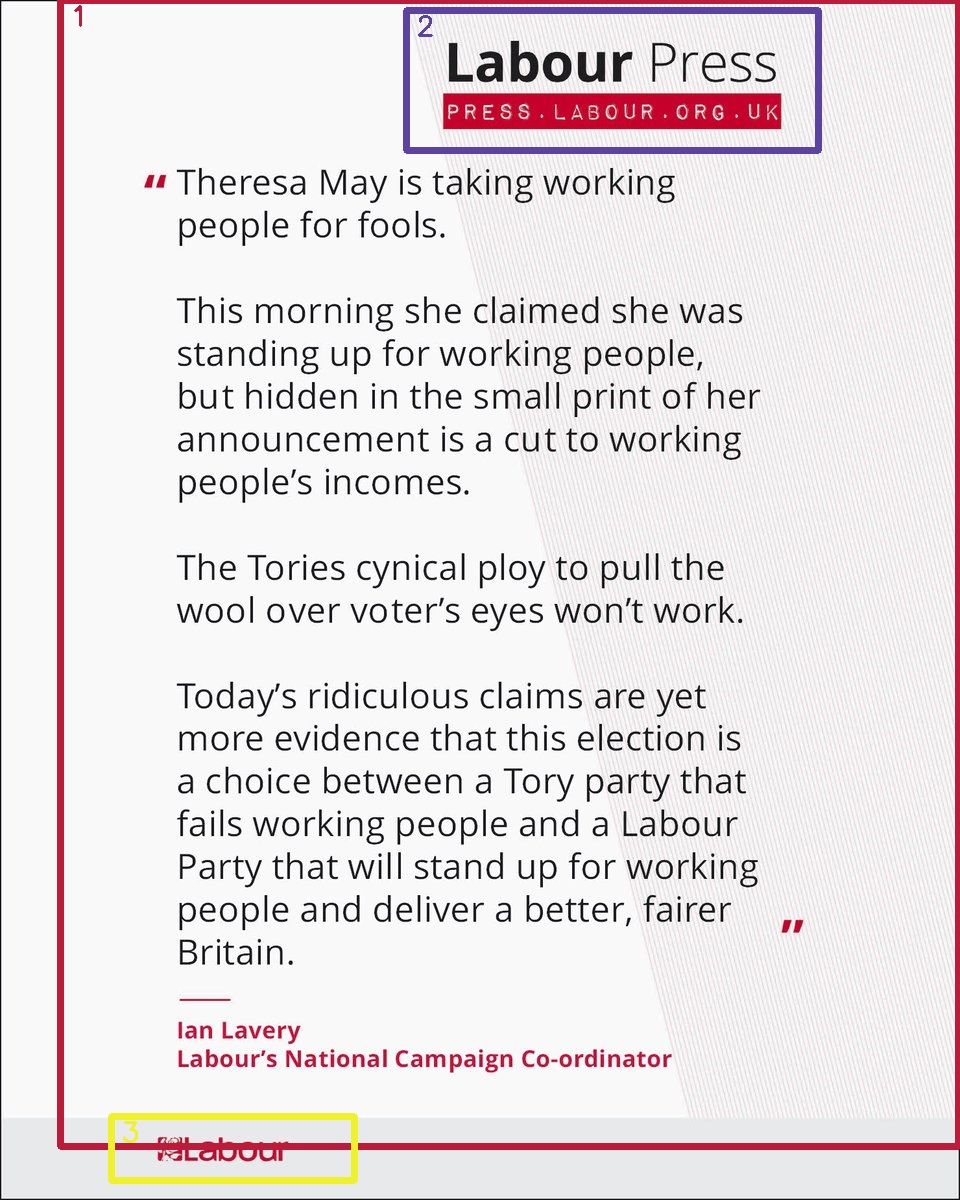 Labour Press
PRESS.LABOUR.ORG.UK
“ Theresa May is taking working
people for fools.
This morning she claimed she was
standing up for working people,
but hidden in the small print of her
announcement is a cut to working
people’s incomes.
The Tories cynical ploy to pull the
wool over voter’s eyes won’t work.
Today’s ridiculous claims are yet
more evidence that this election is
a choice between a Tory party that
fails working people and a Labour
Party that will stand up for working
people and deliver a better, fairer
Britain. ”
Ian Lavery
Labour’s National Campaign Co-ordinator
Labour
1
2
3